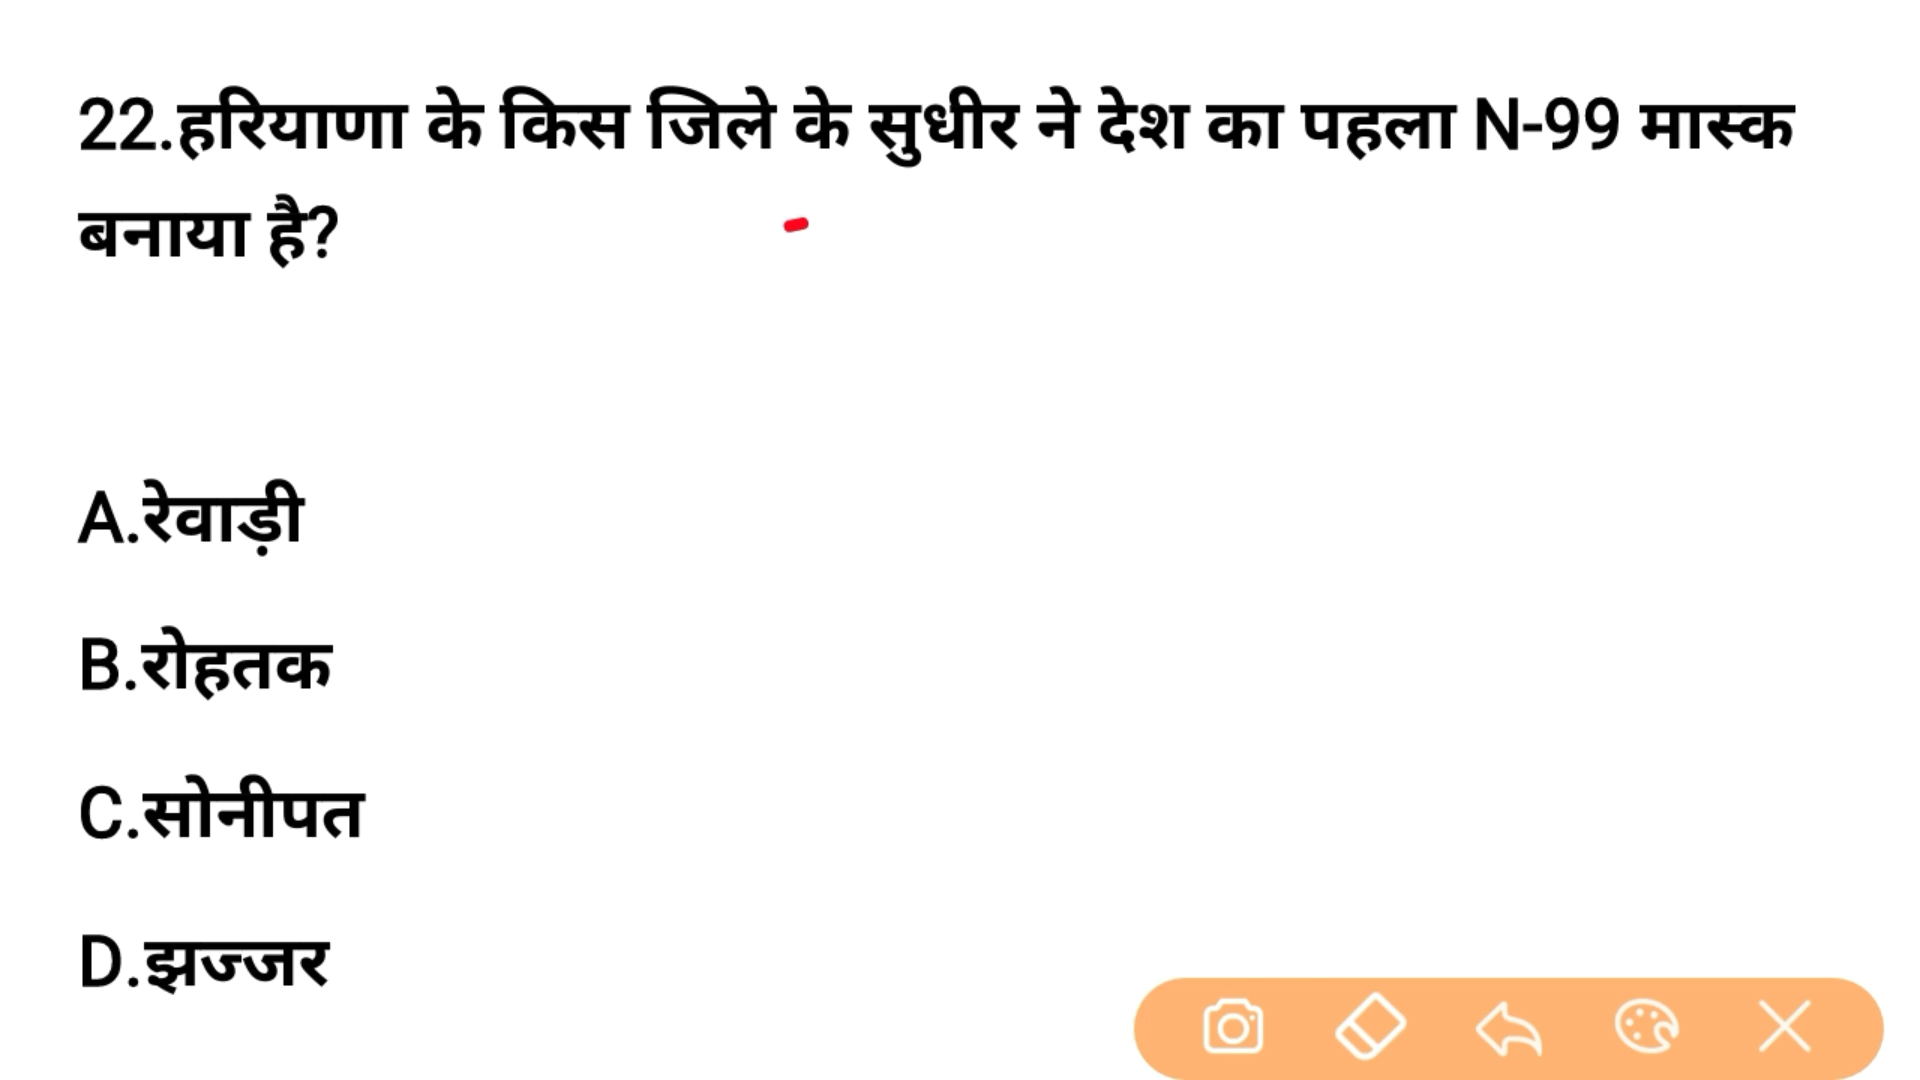 22.हरियाणा के किस जिले के सुधीर ने देश का पहला N-99 मास्क
बनाया है?
A.रेवाड़ी
B.रोहतक
C.सोनीपत
D.झज्जर